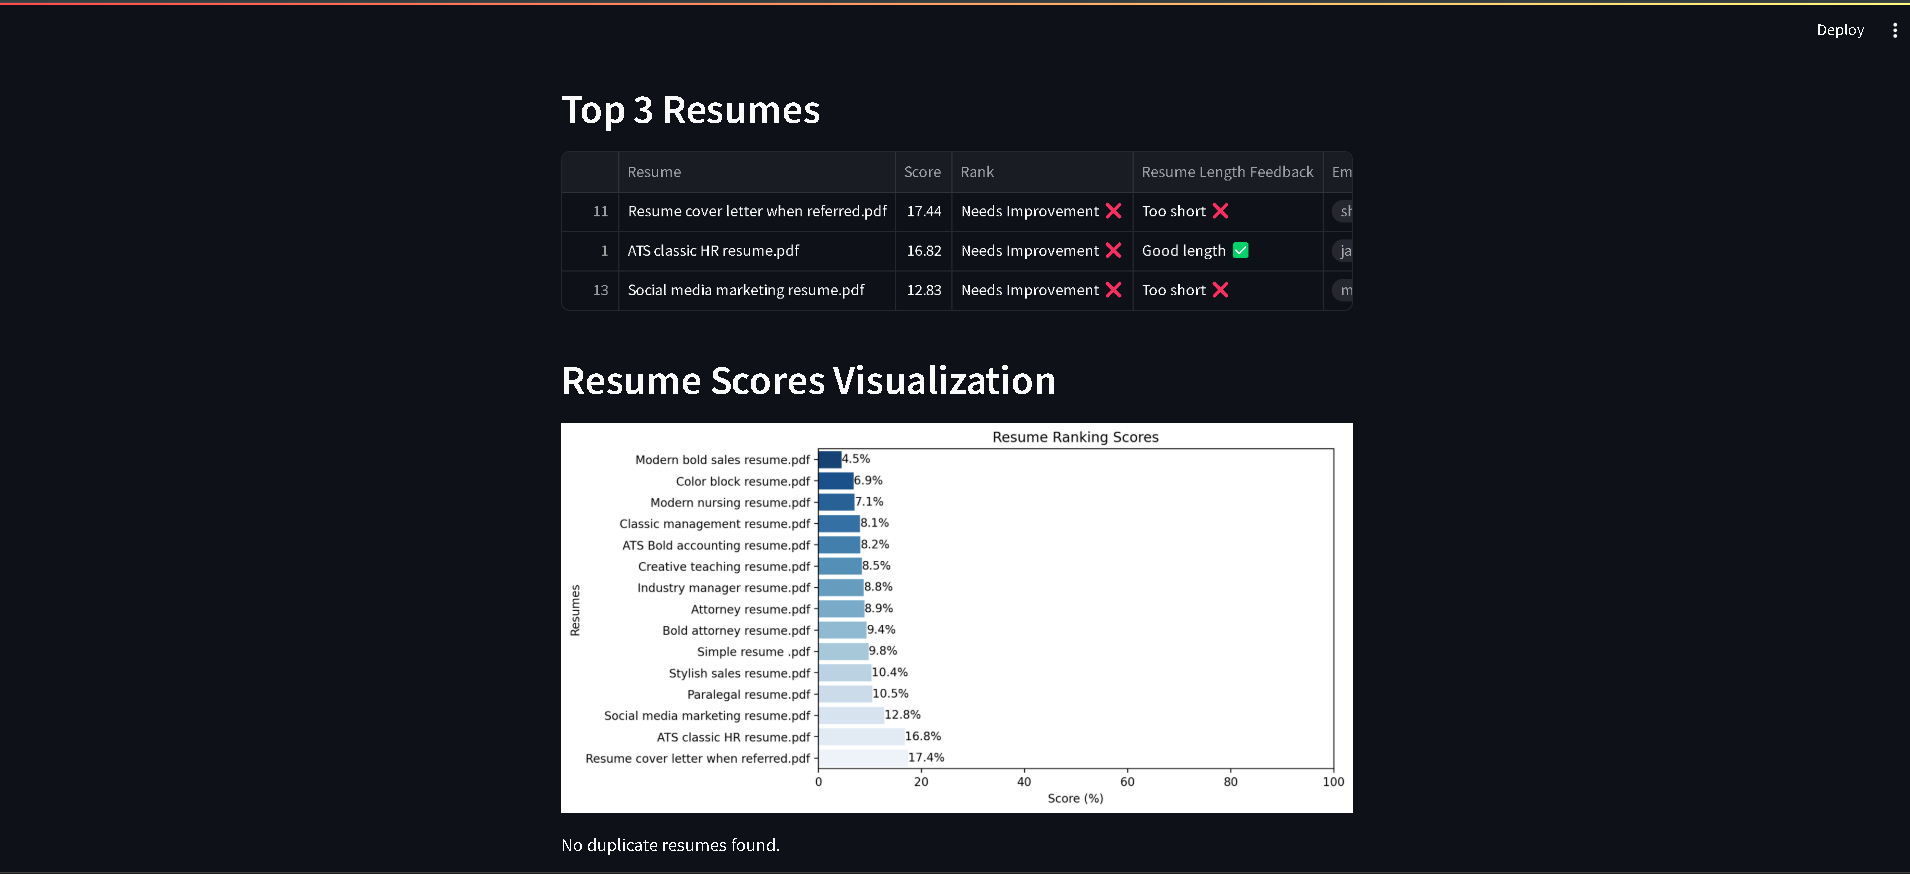 Deploy
Top 3 Resumes
Resume Score Rank Resume Length Feedback Em
11 Resume cover letter when referred.pdf 17.44 Needs Improvement ❌ Too short ❌ sh
1 ATS classic HR resume.pdf 16.82 Needs Improvement ❌ Good length ✅ ja
13 Social media marketing resume.pdf 12.83 Needs Improvement ❌ Too short ❌ m
Resume Scores Visualization
Resume Ranking Scores
Modern bold sales resume.pdf 4.5%
Color block resume.pdf 6.9%
Modern nursing resume.pdf 7.1%
Classic management resume.pdf 8.1%
ATS Bold accounting resume.pdf 8.2%
Creative teaching resume.pdf 8.5%
Industry manager resume.pdf 8.8%
Attorney resume.pdf 8.9%
Bold attorney resume.pdf 9.4%
Simple resume .pdf 9.8%
Stylish sales resume.pdf 10.4%
Paralegal resume.pdf 10.5%
Social media marketing resume.pdf 12.8%
ATS classic HR resume.pdf 16.8%
Resume cover letter when referred.pdf 17.4%
Resumes
0 20 40 60 80 100
Score (%)
No duplicate resumes found.